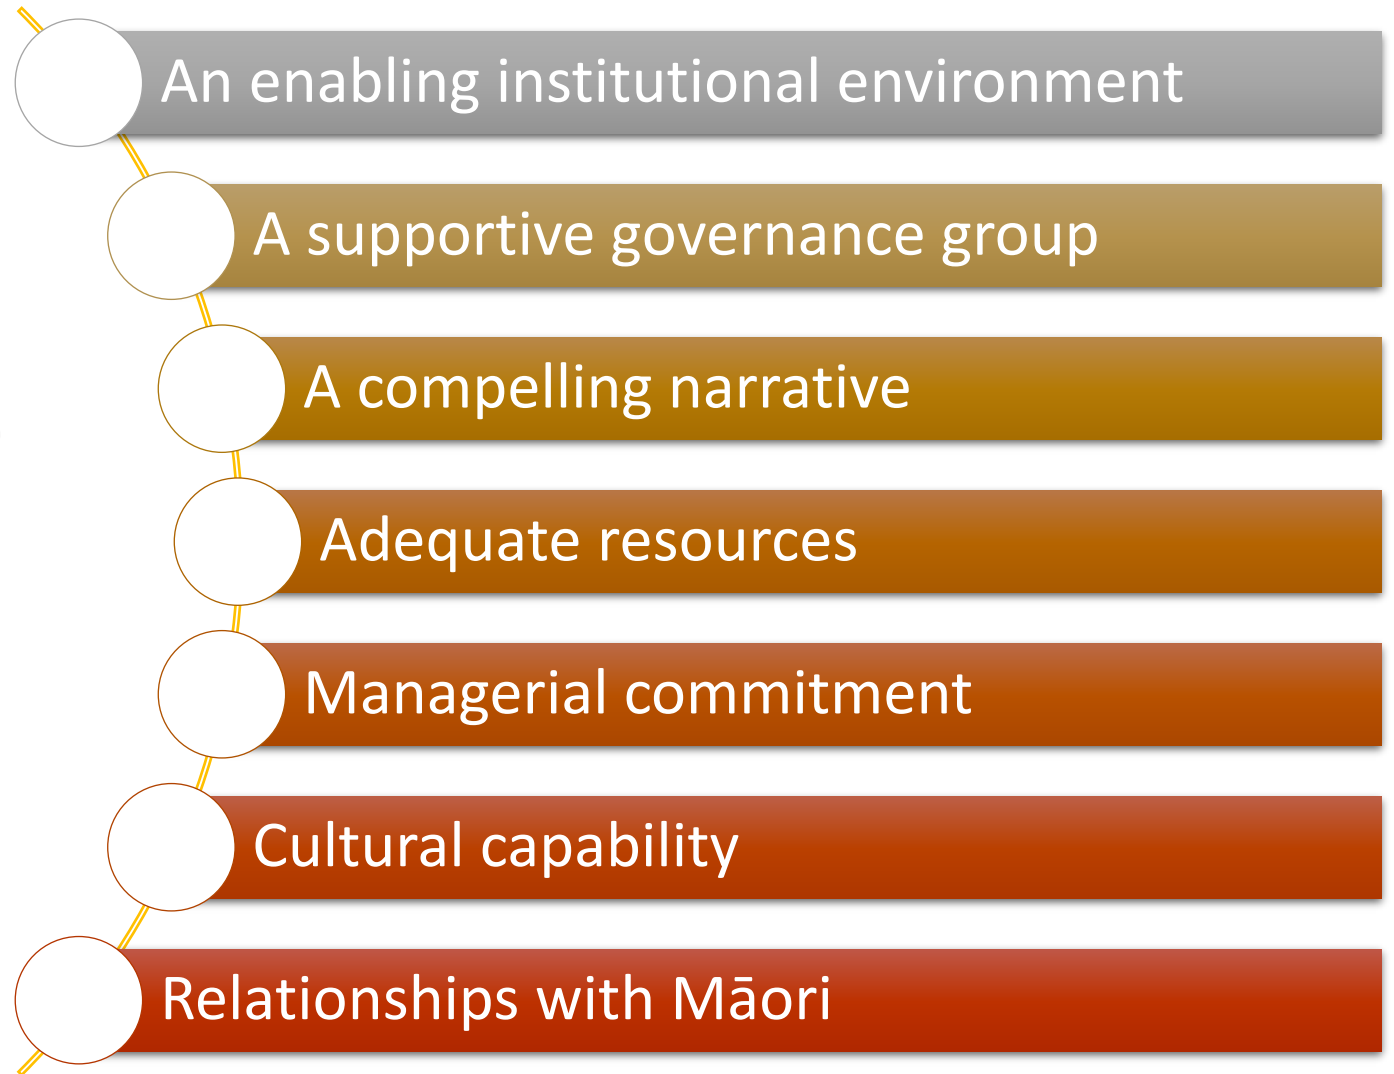 An enabling institutional environment
A supportive governance group
A compelling narrative
Adequate resources
Managerial commitment
Cultural capability
Relationships with Māori